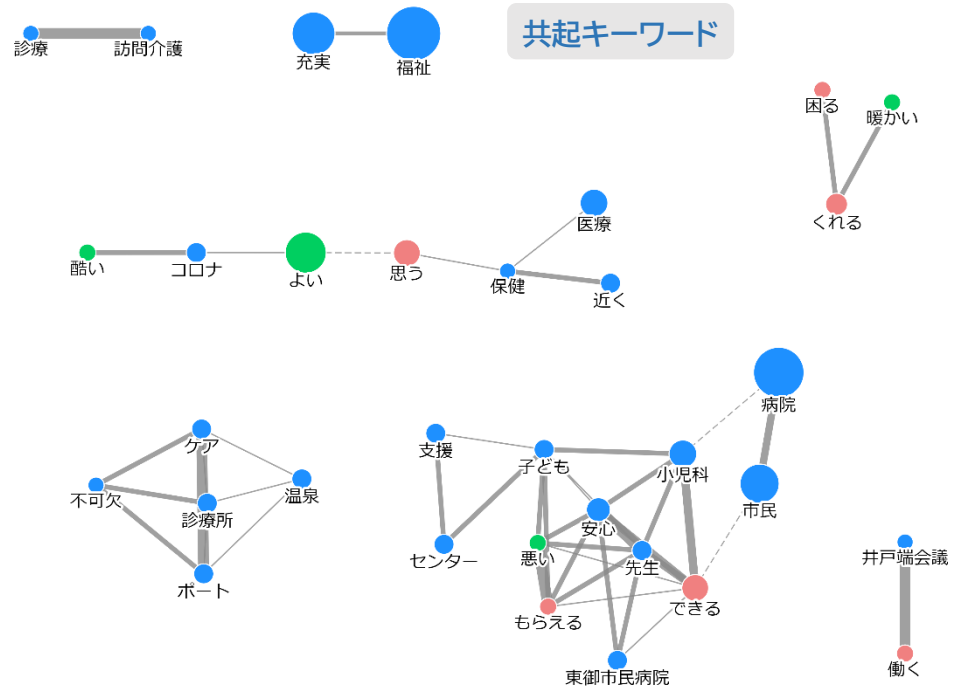 共起キーワード
診療
訪問介護
充実
福祉
困る
暖かい
くれる
医療
酷い
コロナ
よい
思う
保健
近く
病院
ケア
支援
子ども
小児科
不可欠
温泉
診療所
市民
安心
センター
悪い
先生
井戸端会議
ポート
もらえる
できる
東御市民病院
働く